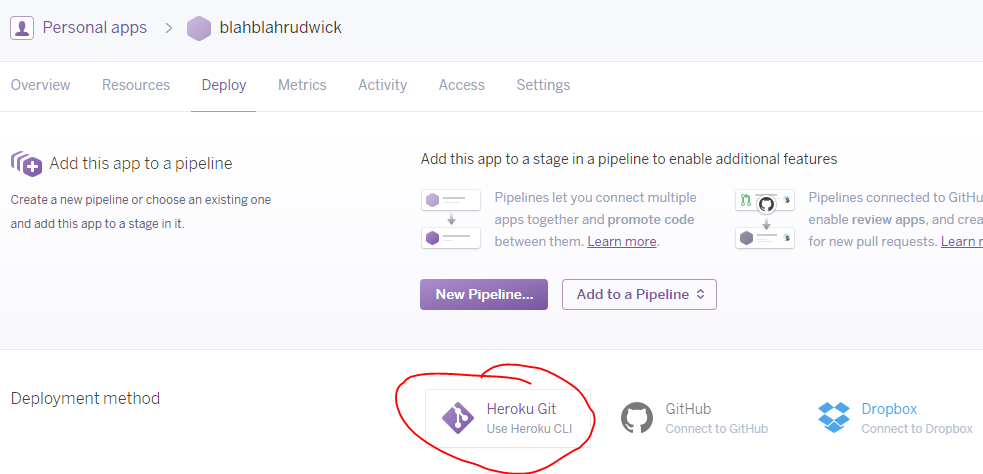 Personal apps > blahblahrudwick
Overview Resources Deploy Metrics Activity Access Settings
Add this app to a pipeline
Create a new pipeline or choose an existing one
and add this app to a stage in it.
Add this app to a stage in a pipeline to enable additional features
Pipelines let you connect multiple
apps together and promote code
between them. Learn more.
Pipelines connected to GitHu
enable review apps, and crea
for new pull requests. Learn
New Pipeline... Add to a Pipeline
Deployment method
Heroku Git
Use Heroku CLI
GitHub
Connect to GitHub
Dropbox
Connect to Dropbox